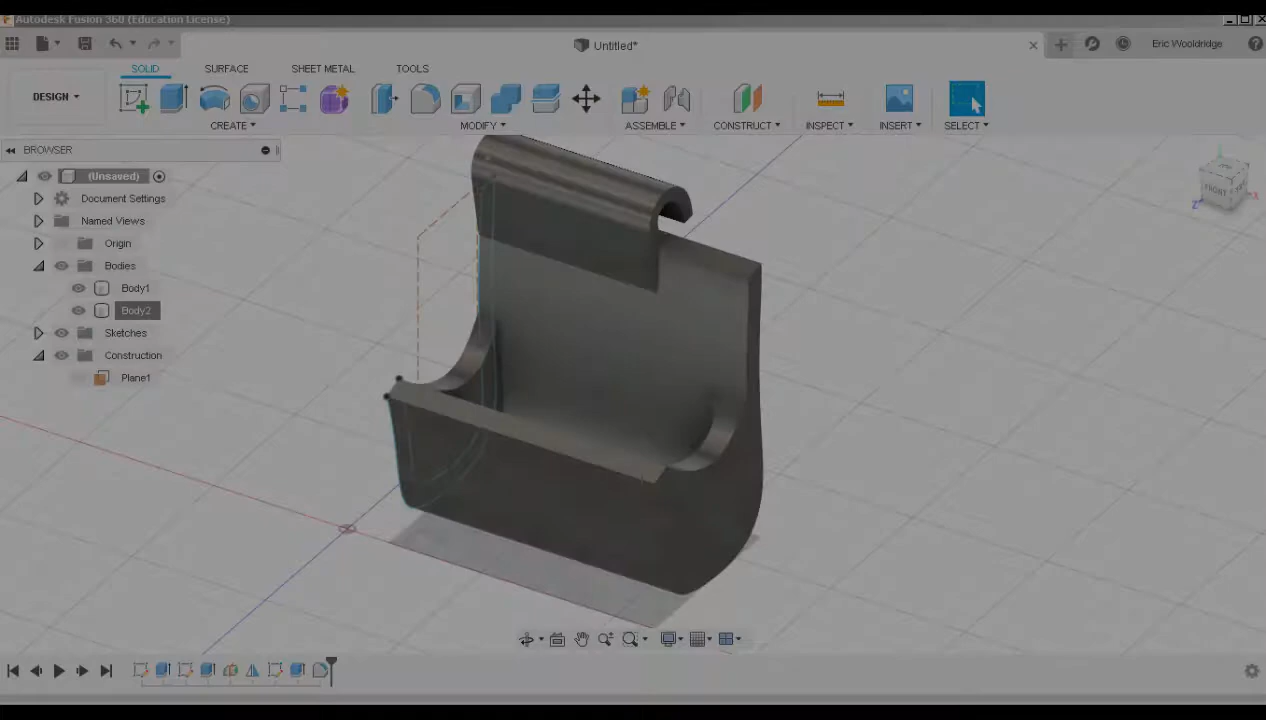 Autodesk Fusion 360 (Education License)
Untitled*
Eric Wooldridge
SOLID SURFACE SHEET METAL TOOLS
DESIGN
CREATE MODIFY ASSEMBLE CONSTRUCT INSPECT INSERT SELECT
BROWSER
(Unsaved)
Document Settings
Named Views
Origin
Bodies
Body1
Body2
Sketches
Construction
Plane1
FRONT
Z
X